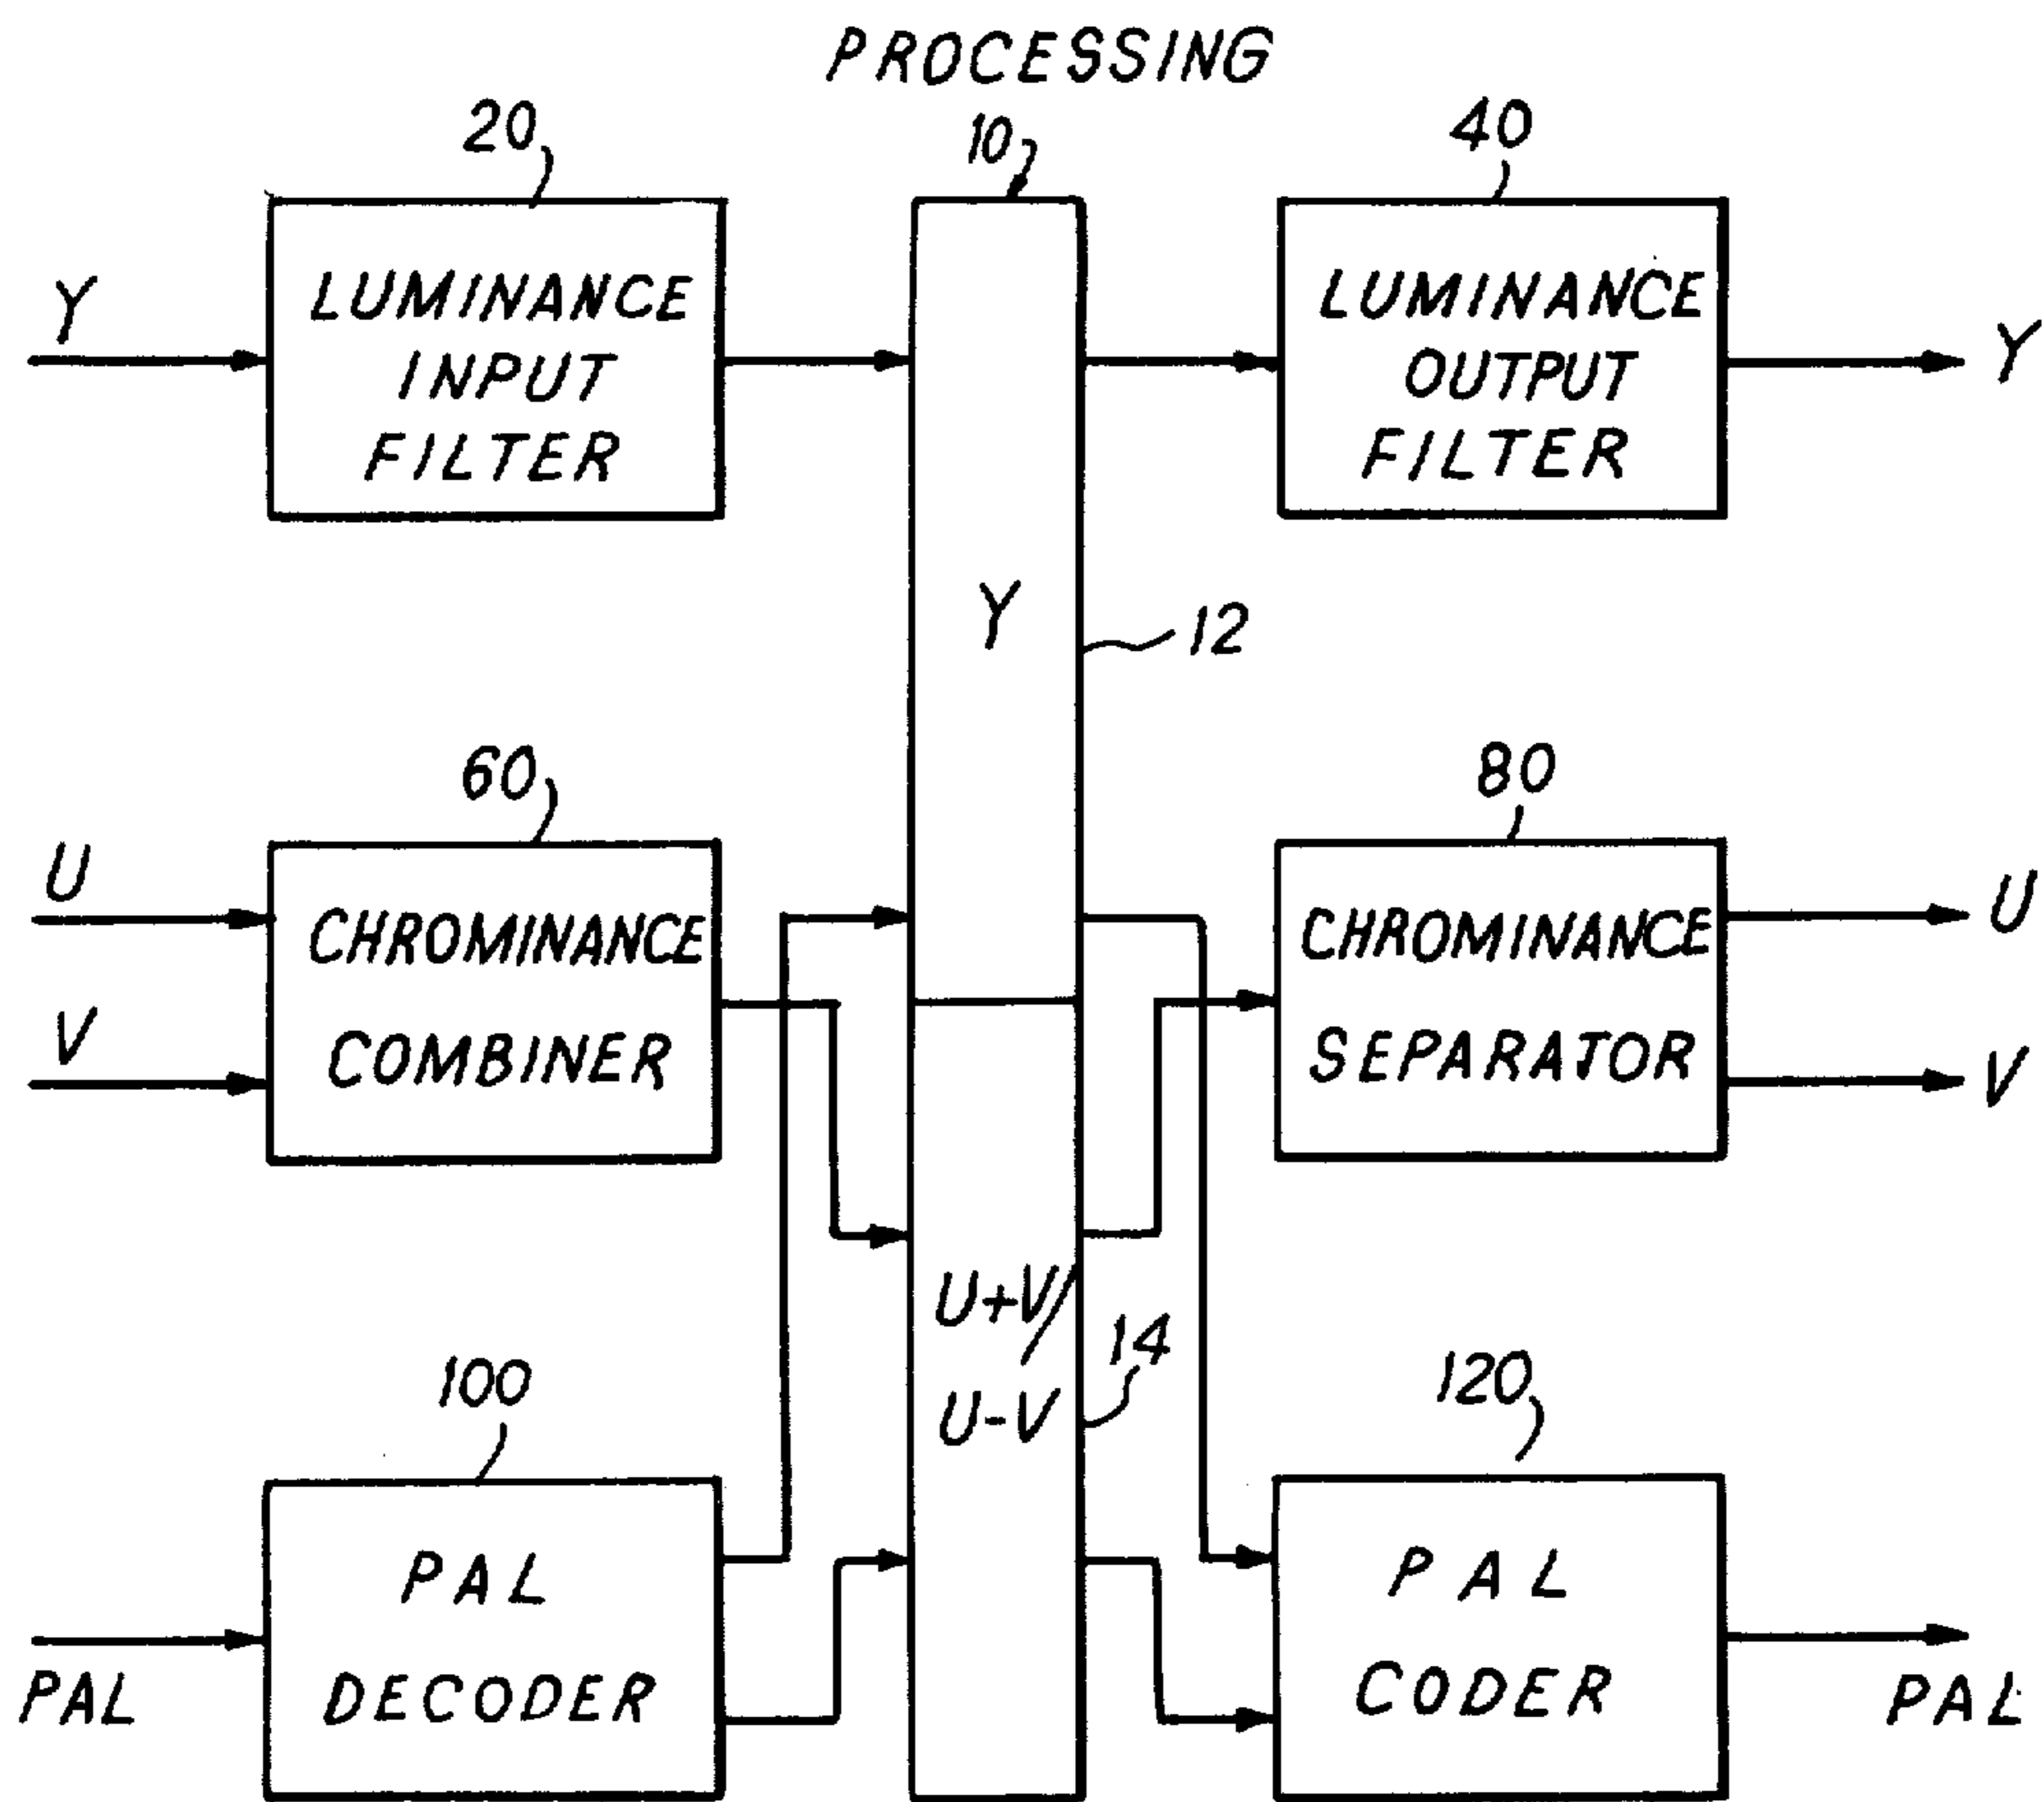 PROCESSING
20
10
40
Y
LUMINANCE
INPUT
FILTER
LUMINANCE
OUTPUT
FILTER
Y
Y
12
60
80
U
V
CHROMINANCE
COMBINER
CHROMINANCE
SEPARATOR
U
V
U+V/
U-V
14
100
120
PAL
DECODER
PAL
CODER
PAL
PAL